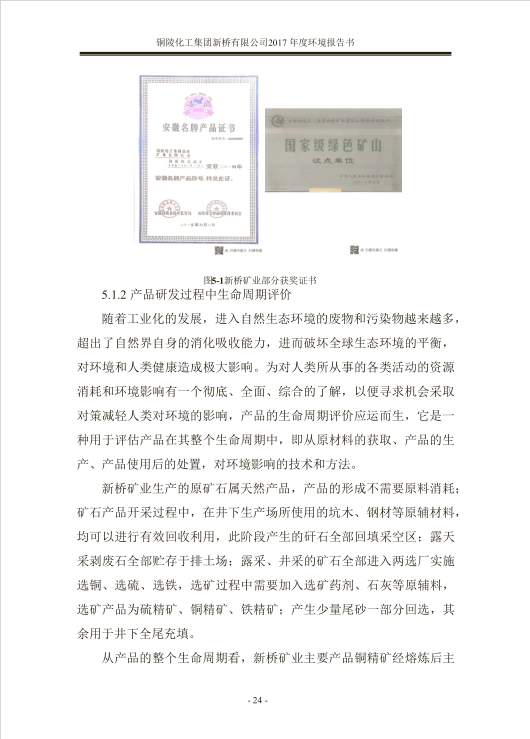 铜陵化工集团新桥有限公司2017 年度环境报告书
安徽名牌产品证书
国家级绿色矿山
试点单位
图5-1新桥矿业部分获奖证书
5.1.2 产品研发过程中生命周期评价
随着工业化的发展，进入自然生态环境的废物和污染物越来越多，
超出了自然界自身的消化吸收能力，进而破坏全球生态环境的平衡，
对环境和人类健康造成极大影响。为对人类所从事的各类活动的资源
消耗和环境影响有一个彻底、全面、综合的了解，以便寻求机会采取
对策减轻人类对环境的影响，产品的生命周期评价应运而生，它是一
种用于评估产品在其整个生命周期中，即从原材料的获取、产品的生
产、产品使用后的处置，对环境影响的技术和方法。
新桥矿业生产的原矿石属天然产品，产品的形成不需要原料消耗；
矿石产品开采过程中，在井下生产场所使用的坑木、钢材等原辅材料，
均可以进行有效回收利用，此阶段产生的矸石全部回填采空区；露天
采剥废石全部贮存于排土场；露采、井采的矿石全部进入两选厂实施
选铜、选硫、选铁，选矿过程中需要加入选矿药剂、石灰等原辅料，
选矿产品为硫精矿、铜精矿、铁精矿；产生少量尾砂一部分回选，其
余用于井下全尾充填。
从产品的整个生命周期看，新桥矿业主要产品铜精矿经熔炼后主
- 24 -